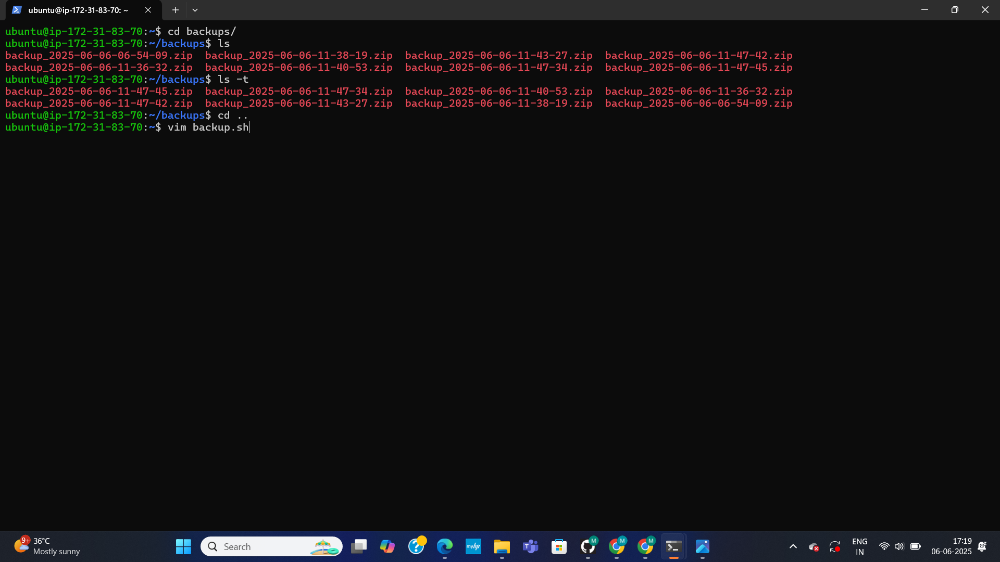 ubuntu@ip-172-31-83-70: ~
ubuntu@ip-172-31-83-70:~$ cd backups/
ubuntu@ip-172-31-83-70:~/backups$ ls
backup_2025-06-06-06-54-09.zip  backup_2025-06-06-11-38-19.zip  backup_2025-06-06-11-43-27.zip  backup_2025-06-06-11-47-42.zip
backup_2025-06-06-11-36-32.zip  backup_2025-06-06-11-40-53.zip  backup_2025-06-06-11-47-34.zip  backup_2025-06-06-11-47-45.zip
ubuntu@ip-172-31-83-70:~/backups$ ls -t
backup_2025-06-06-11-47-45.zip  backup_2025-06-06-11-47-34.zip  backup_2025-06-06-11-40-53.zip  backup_2025-06-06-11-36-32.zip
backup_2025-06-06-11-47-42.zip  backup_2025-06-06-11-43-27.zip  backup_2025-06-06-11-38-19.zip  backup_2025-06-06-06-54-09.zip
ubuntu@ip-172-31-83-70:~/backups$ cd ..
ubuntu@ip-172-31-83-70:~$ vim backup.sh
9+ 36°C
Mostly sunny
Search
myhp
T
M
M
M
ENG
IN
17:19
06-06-2025